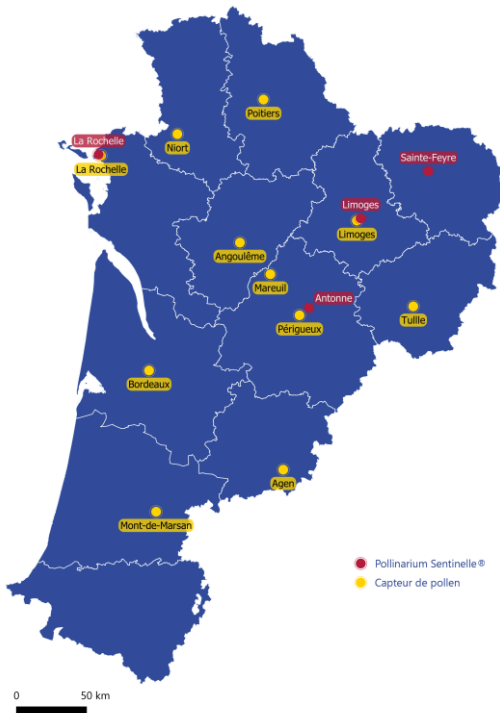 Poitiers
La Rochelle
Niort
La Rochelle
Sainte-Feyre
Limoges
Limoges
Angoulême
Mareuil
Antonne
Périgueux
Tullle
Bordeaux
Agen
Mont-de-Marsan
Pollinarium Sentinelle®
Capteur de pollen
0 50 km